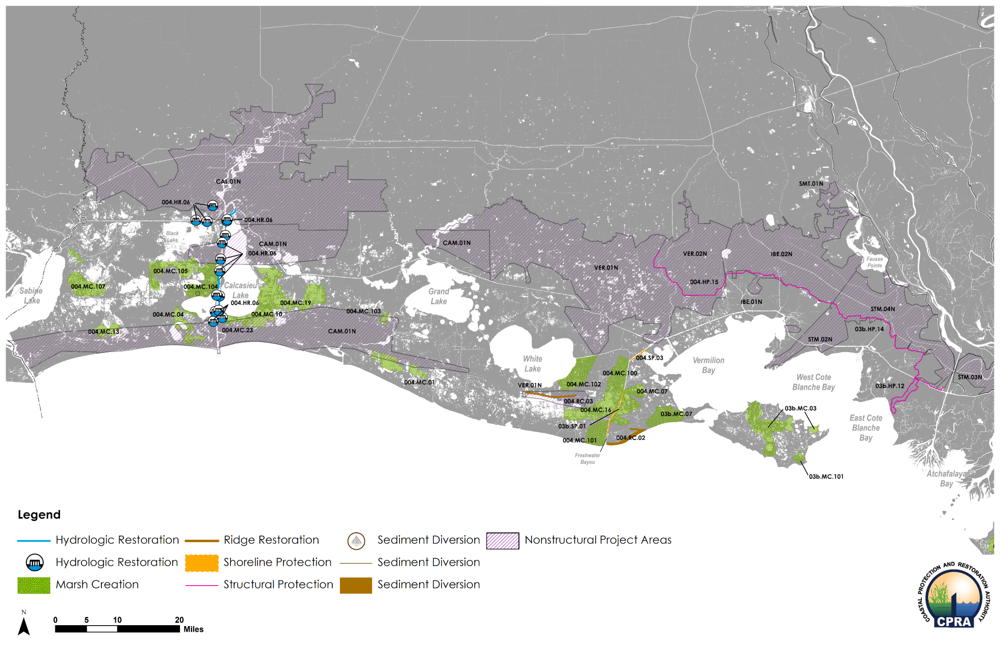 CAL.01N
SMT.01N
004.HR.06
004.HR.06
Black
Lake
CAM.01N
CAM.01N
004.HR.06
VER.02N
IBE.02N
Fausse
Pointe
VER.01N
004.MC.105
004.MC.107
004.MC.104
004.HP.15
Calcasieu
Lake
Sabine
Lake
Grand
Lake
004.HR.06
004.MC.19
IBE.01N
004.MC.04
004.MC.10
004.MC.103
STM.04N
004.MC.13
004.MC.23
CAM.01N
03b.HP.14
STM.02N
White
Lake
004.SP.03
Vermilion
Bay
004.MC.100
West Cote
Blanche Bay
STM.03N
004.MC.01
VER.01N
004.MC.102
004.MC.07
03b.HP.12
004.RC.03
004.MC.16
03b.MC.07
03b.MC.03
03b.SP.01
East Cote
Blanche
Bay
004.MC.101
004.RC.02
Freshwater
Bayou
03b.MC.101
Atchafalaya
Bay
Legend
Hydrologic Restoration
Ridge Restoration
Sediment Diversion
Nonstructural Project Areas
Hydrologic Restoration
Shoreline Protection
Sediment Diversion
Marsh Creation
Structural Protection
Sediment Diversion
N
0 5 10 20
Miles
COASTAL PROTECTION AND RESTORATION AUTHORITY
CPRA